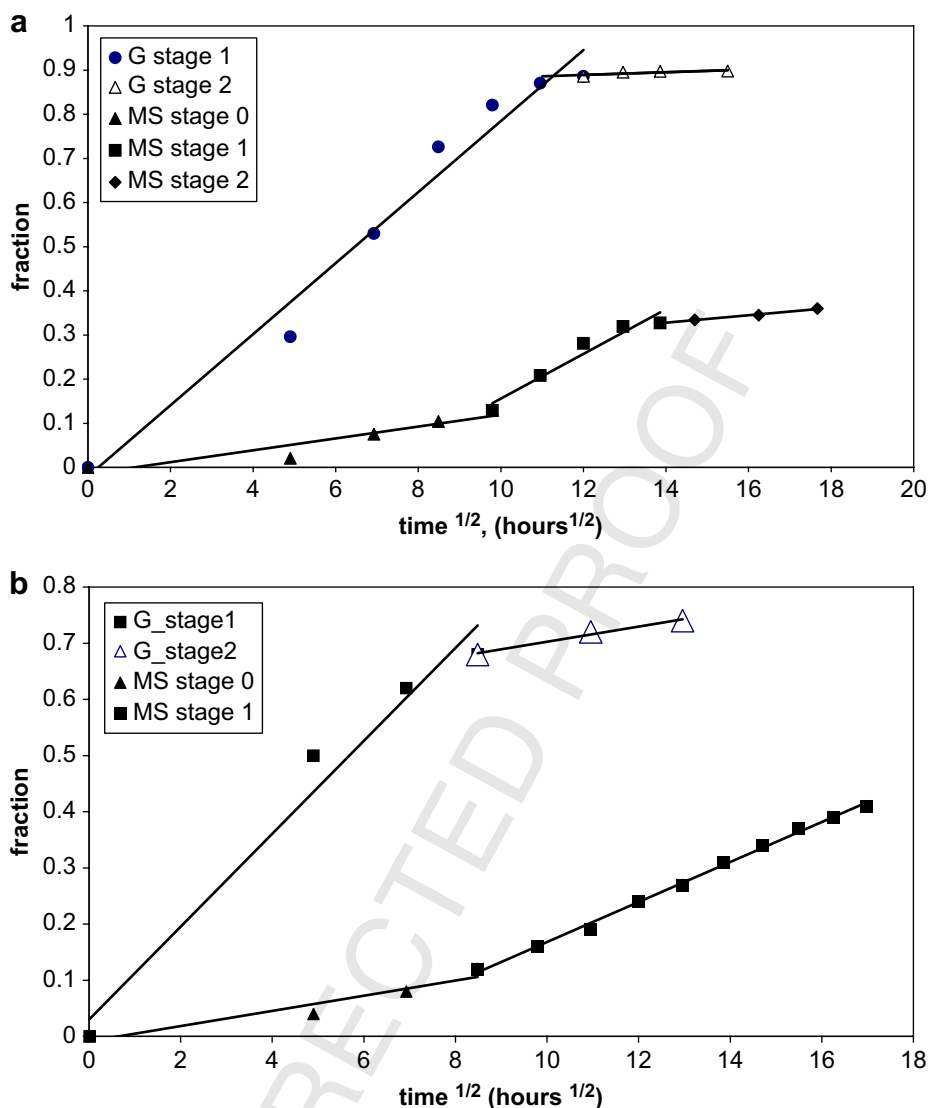 a
1
0.9
0.8
0.7
0.6
0.5
0.4
0.3
0.2
0.1
0
fraction
G stage 1
G stage 2
MS stage 0
MS stage 1
MS stage 2
0 2 4 6 8 10 12 14 16 18 20
time 1/2, (hours1/2)
b
0.8
0.7
0.6
0.5
0.4
0.3
0.2
0.1
0
fraction
G_stage1
G_stage2
MS stage 0
MS stage 1
0 2 4 6 8 10 12 14 16 18
time 1/2 (hours 1/2)
RECTED PROOF